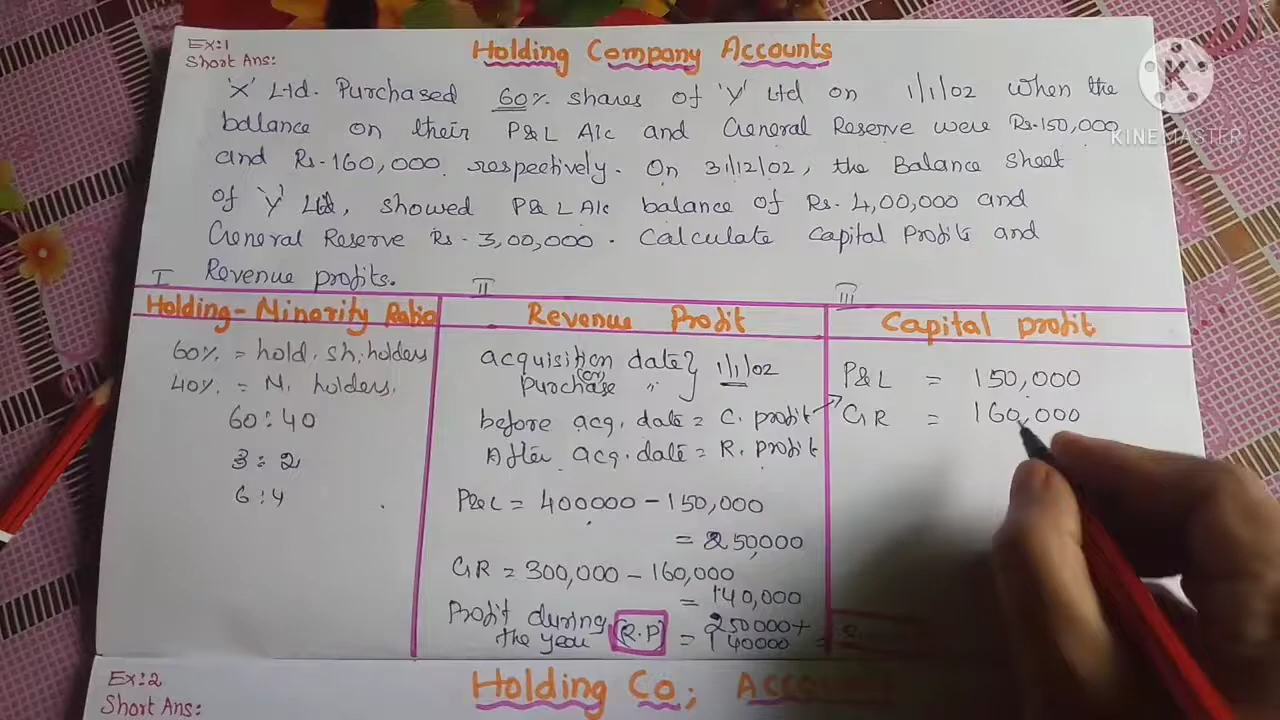 Ex:1
Short Ans:
Holding Company Accounts
'X' Ltd. Purchased 60% shares of 'Y' Ltd on 1/1/02 when the
balance on their P&L A/c and General Reserve were Rs.150,000
and Rs.160,000 respectively. On 31/12/02, the Balance Sheet
of 'Y' Ltd, showed P&L A/c balance of Rs. 4,00,000 and
General Reserve Rs. 3,00,000. Calculate Capital Profits and
Revenue profits.
K
KINEMASTER
I
Holding-Minority Ratio
60% = hold. sh. holders
40% = M. holders.
60:40
3:2
6:4
II
Revenue Profit
acquisition date} 1/1/02
(or)
Purchase "
before acq. date = C. profit
After acq. date = R. profit
P&L = 400000 - 150,000
= 250,000
GR = 300,000 - 160,000
= 140,000
Profit during the year (R.P) = 250000+
140000 =
III
Capital profit
P&L = 150,000
GR = 160,000
Ex:2
Short Ans:
Holding Co; Acco